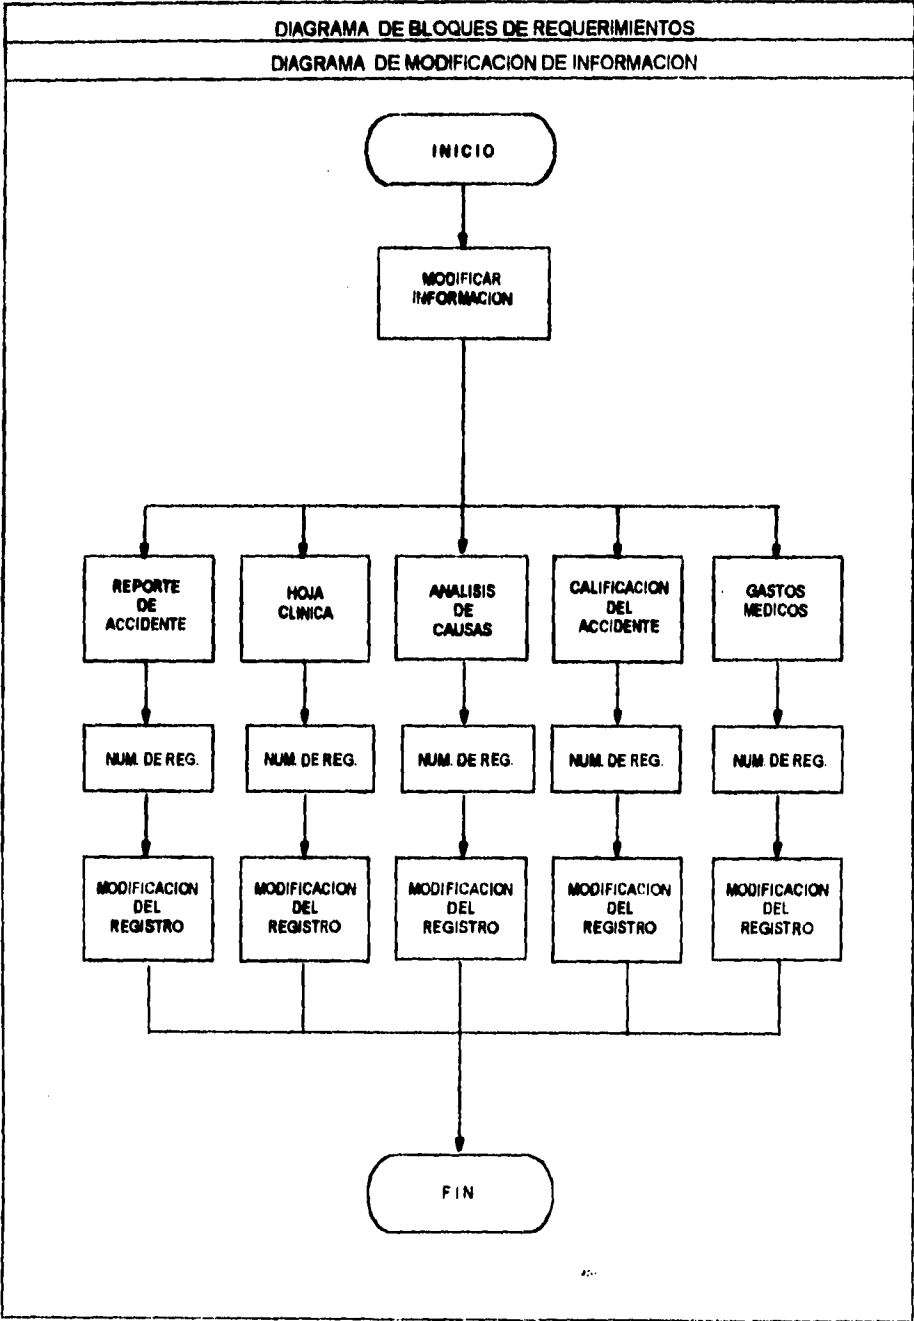 DIAGRAMA DE BLOQUES DE REQUERIMIENTOS
DIAGRAMA DE MODIFICACION DE INFORMACION
INICIO
MODIFICAR
INFORMACION
REPORTE
DE
ACCIDENTE
HOJA
CLINICA
ANALISIS
DE
CAUSAS
CALIFICACION
DEL
ACCIDENTE
GASTOS
MEDICOS
NUM. DE REG.
NUM. DE REG.
NUM. DE REG.
NUM. DE REG.
NUM. DE REG.
MODIFICACION
DEL
REGISTRO
MODIFICACION
DEL
REGISTRO
MODIFICACION
DEL
REGISTRO
MODIFICACION
DEL
REGISTRO
MODIFICACION
DEL
REGISTRO
FIN